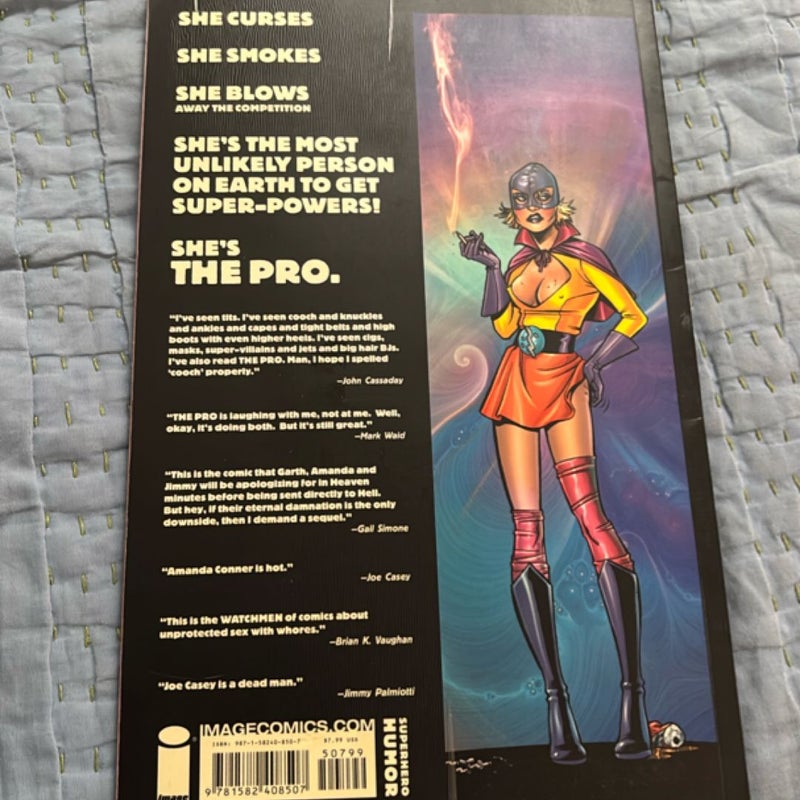 SHE CURSES
SHE SMOKES
SHE BLOWS
AWAY THE COMPETITION
SHE'S THE MOST
UNLIKELY PERSON
ON EARTH TO GET
SUPER-POWERS!
SHE'S
THE PRO.
"I've seen tits. I've seen cooch and knuckles
and ankles and capes and tight belts and high
boots with even higher heels. I've seen cigs,
masks, super-villains and jets and big hair BJs.
I've also read THE PRO. Man, I hope I spelled
'cooch' properly."
—John Cassaday
"THE PRO is laughing with me, not at me. Well,
okay, it's doing both. But it's still great."
—Mark Waid
"This is the comic that Garth, Amanda and
Jimmy will be apologizing for in Heaven
minutes before being sent directly to Hell.
But hey, if their eternal damnation is the only
downside, then I demand a sequel."
—Gail Simone
"Amanda Conner is hot."
—Joe Casey
"This is the WATCHMEN of comics about
unprotected sex with whores."
—Brian K. Vaughan
"Joe Casey is a dead man."
—Jimmy Palmiotti
image
IMAGECOMICS.COM
ISBN: 987-1-58240-850-7 $7.99 USA
50799
9 781582 408507
SUPERHERO
HUMOR